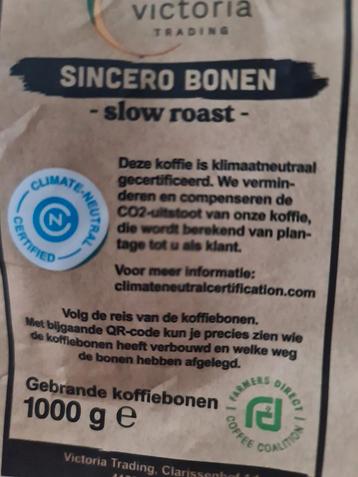 victoria
TRADING
SINCERO BONEN
- slow roast -
Deze koffie is klimaatneutraal
gecertificeerd. We vermin-
deren en compenseren de
CO2-uitstoot van onze koffie,
die wordt berekend van plan-
tage tot u als klant.
CLIMATE-NEUTRAL
CN
CERTIFIED
Voor meer informatie:
climateneutralcertification.com
Volg de reis van de koffiebonen.
Met bijgaande QR-code kun je precies zien wie
de koffiebonen heeft verbouwd en welke weg
de bonen hebben afgelegd.
Gebrande koffiebonen
1000 g e
FARMERS DIRECT
COFFEE COALITION
Victoria Trading,